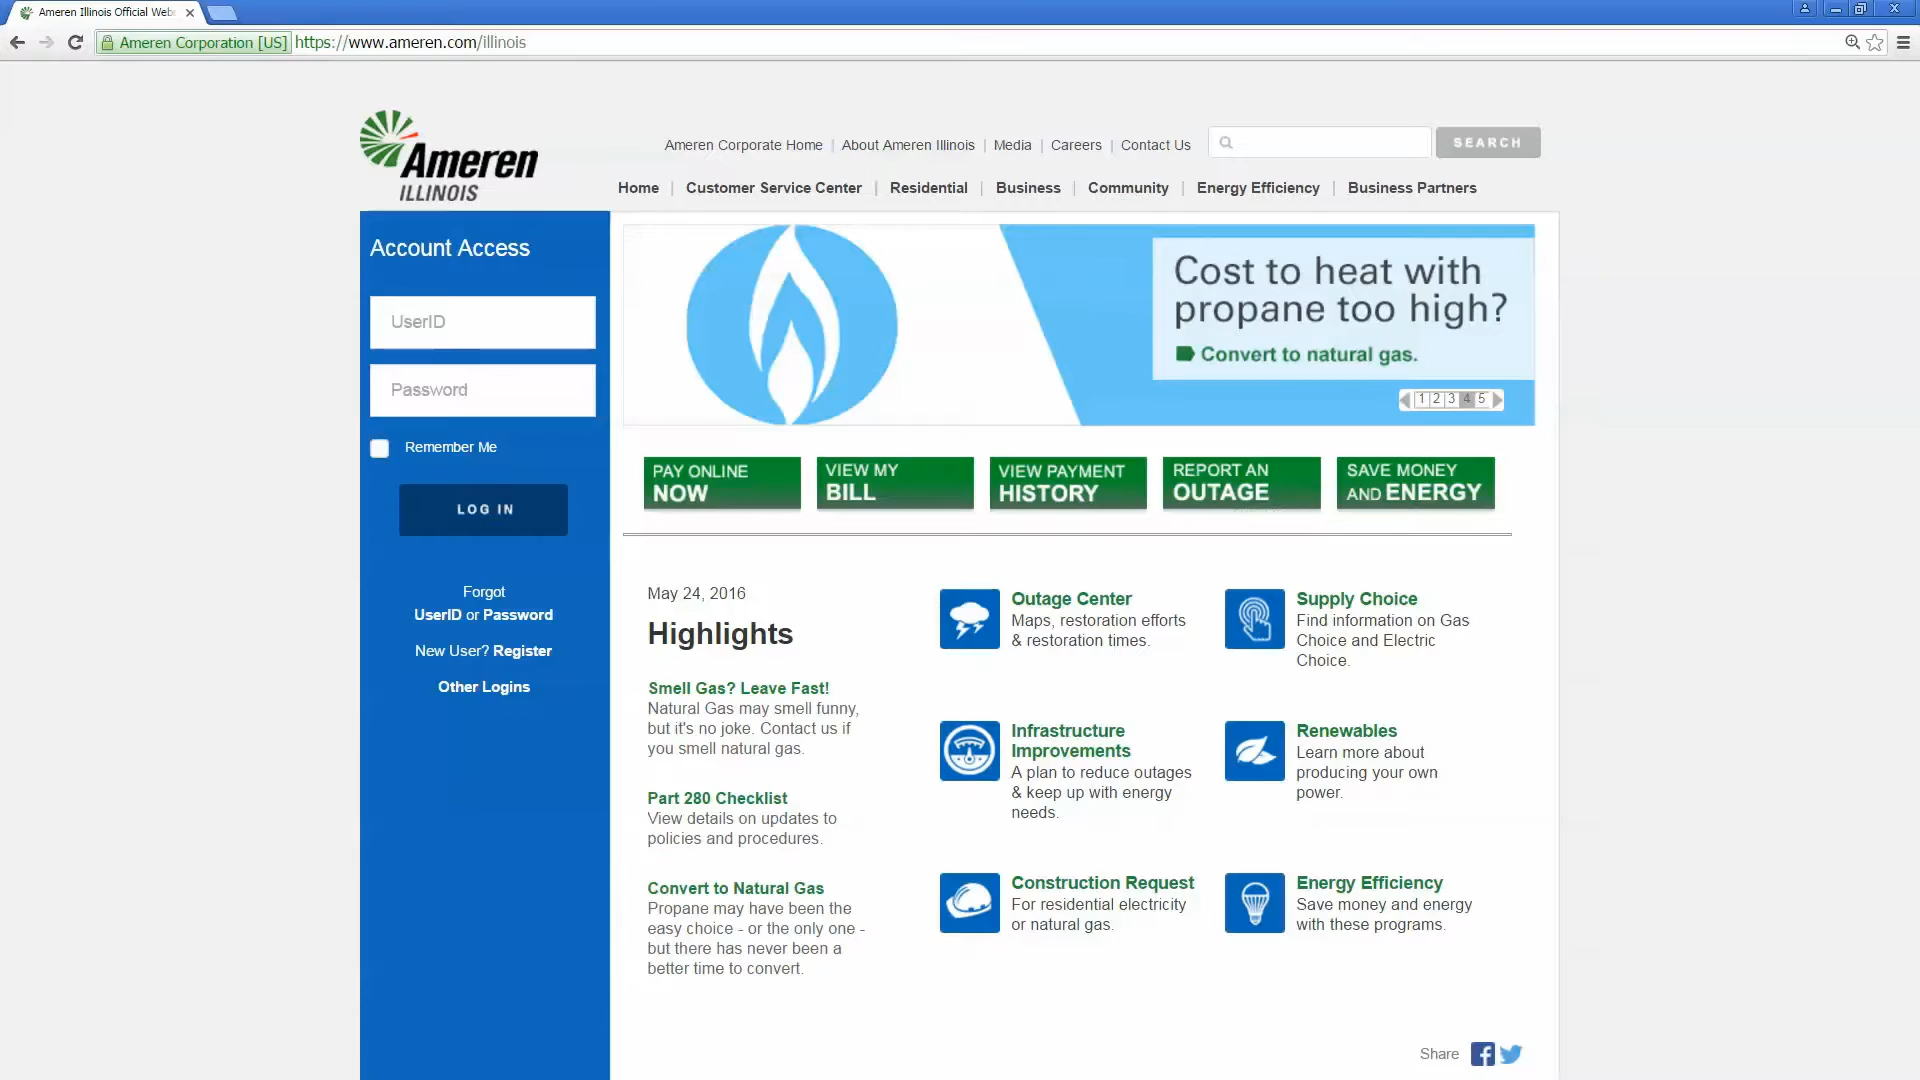 Ameren Illinois Official Web
Ameren Corporation [US] https://www.ameren.com/illinois
Ameren
ILLINOIS
Ameren Corporate Home | About Ameren Illinois | Media | Careers | Contact Us
SEARCH
Home | Customer Service Center | Residential | Business | Community | Energy Efficiency | Business Partners
Account Access
UserID
Password
Remember Me
LOG IN
Forgot
UserID or Password
New User? Register
Other Logins
Cost to heat with
propane too high?
Convert to natural gas.
1 2 3 4 5
PAY ONLINE
NOW
VIEW MY
BILL
VIEW PAYMENT
HISTORY
REPORT AN
OUTAGE
SAVE MONEY
AND ENERGY
May 24, 2016
Highlights
Smell Gas? Leave Fast!
Natural Gas may smell funny,
but it's no joke. Contact us if
you smell natural gas.
Part 280 Checklist
View details on updates to
policies and procedures.
Convert to Natural Gas
Propane may have been the
easy choice - or the only one -
but there has never been a
better time to convert.
Outage Center
Maps, restoration efforts
& restoration times.
Supply Choice
Find information on Gas
Choice and Electric
Choice.
Infrastructure
Improvements
A plan to reduce outages
& keep up with energy
needs.
Renewables
Learn more about
producing your own
power.
Construction Request
For residential electricity
or natural gas.
Energy Efficiency
Save money and energy
with these programs.
Share